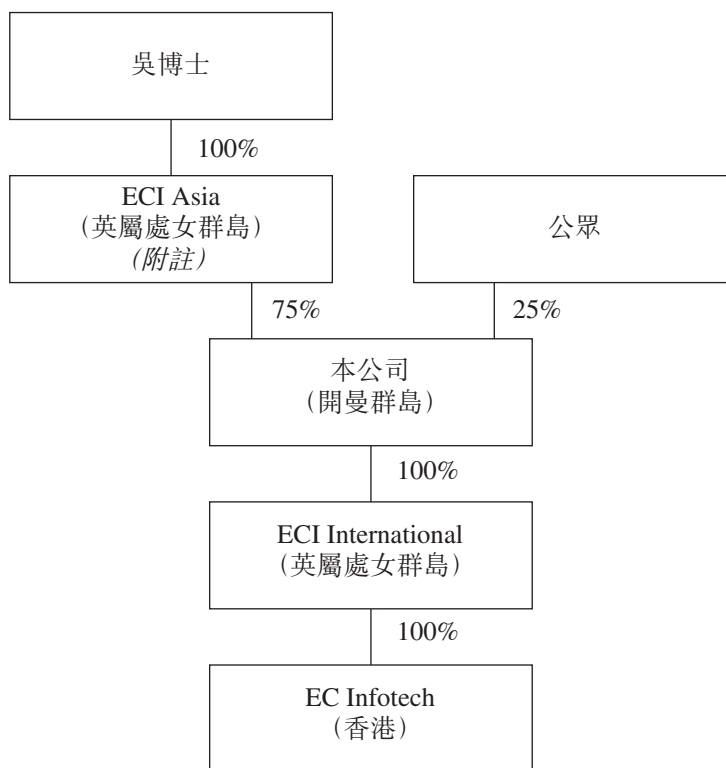 吳博士
100%
ECI Asia
（英屬處女群島）
（附註）
公眾
75%
25%
本公司
（開曼群島）
100%
ECI International
（英屬處女群島）
100%
EC Infotech
（香港）